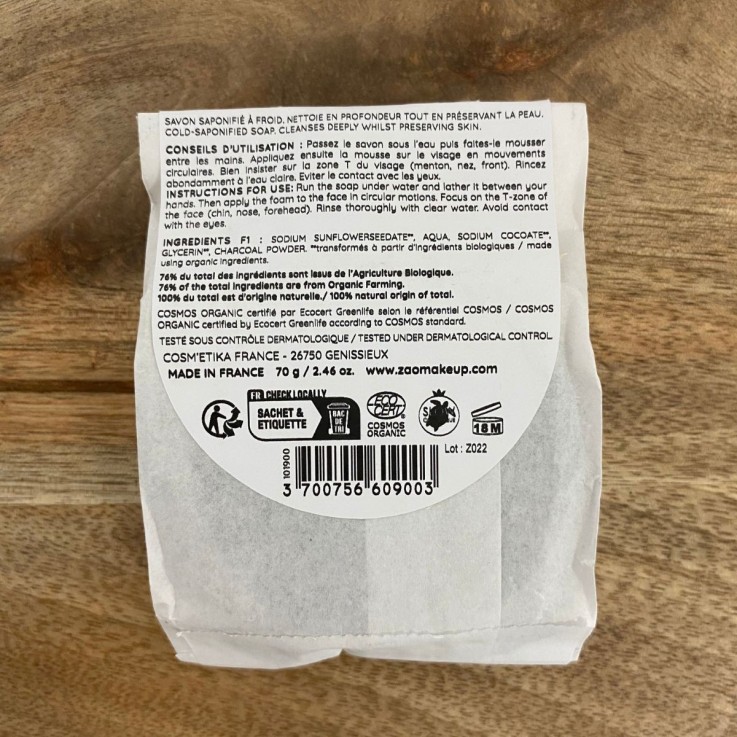 SAVON SAPONIFIÉ À FROID. NETTOIE EN PROFONDEUR TOUT EN PRÉSERVANT LA PEAU.
COLD-SAPONIFIED SOAP. CLEANSES DEEPLY WHILST PRESERVING SKIN.
CONSEILS D'UTILISATION : Passez le savon sous l'eau puis faites-le mousser
entre les mains. Appliquez ensuite la mousse sur le visage en mouvements
circulaires. Bien insister sur la zone T du visage (menton, nez, front). Rincez
abondamment à l'eau claire. Eviter le contact avec les yeux.
INSTRUCTIONS FOR USE: Run the soap under water and lather it between your
hands. Then apply the foam to the face in circular motions. Focus on the T-zone of
the face (chin, nose, forehead). Rinse thoroughly with clear water. Avoid contact
with the eyes.
INGREDIENTS F1 : SODIUM SUNFLOWERSEEDATE**, AQUA, SODIUM COCOATE**,
GLYCERIN**, CHARCOAL POWDER. **transformés à partir d'ingrédients biologiques / made
using organic ingredients.
76% du total des ingrédients sont issus de l'Agriculture Biologique.
76% of the total ingredients are from Organic Farming.
100% du total est d'origine naturelle./ 100% natural origin of total.
COSMOS ORGANIC certifié par Ecocert Greenlife selon le référentiel COSMOS / COSMOS
ORGANIC certified by Ecocert Greenlife according to COSMOS standard.
TESTÉ SOUS CONTRÔLE DERMATOLOGIQUE / TESTED UNDER DERMATOLOGICAL CONTROL
COSM'ETIKA FRANCE - 26750 GENISSIEUX
MADE IN FRANCE 70 g / 2.46 oz. www.zaomakeup.com
FR CHECK LOCALLY
SACHET &
ETIQUETTE
BAC
DE
TRI
ECO
CERT
COSMOS
ORGANIC
18 M
Lot : Z022
101900
3 700756 609003